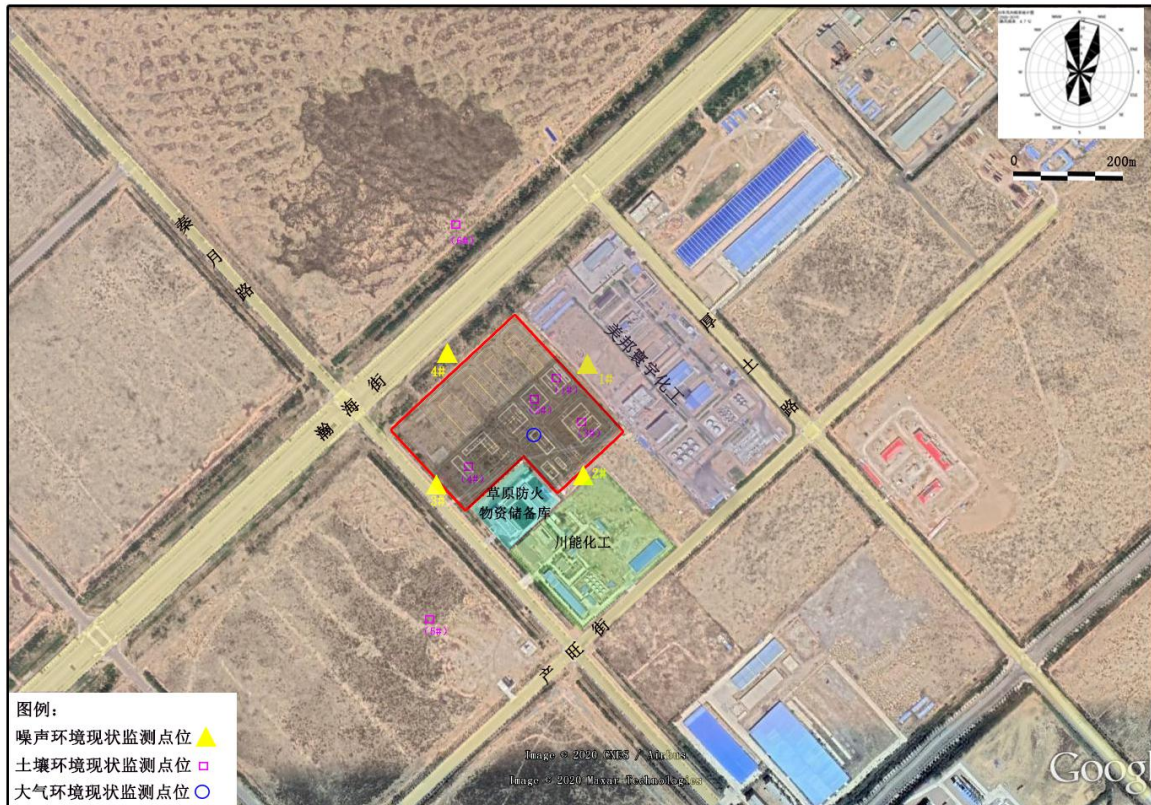 N
0 200m
秦月路
瀚海街
厚土路
产旺街
美邦寰宇化工
草原防火
物资储备库
川能化工
4#
1#
2#
3#
(6#)
(4#)
(5#)
图例：
噪声环境现状监测点位
土壤环境现状监测点位
大气环境现状监测点位
Image © 2020 CNES / Airbus
Image © 2020 Maxar Technologies
Google